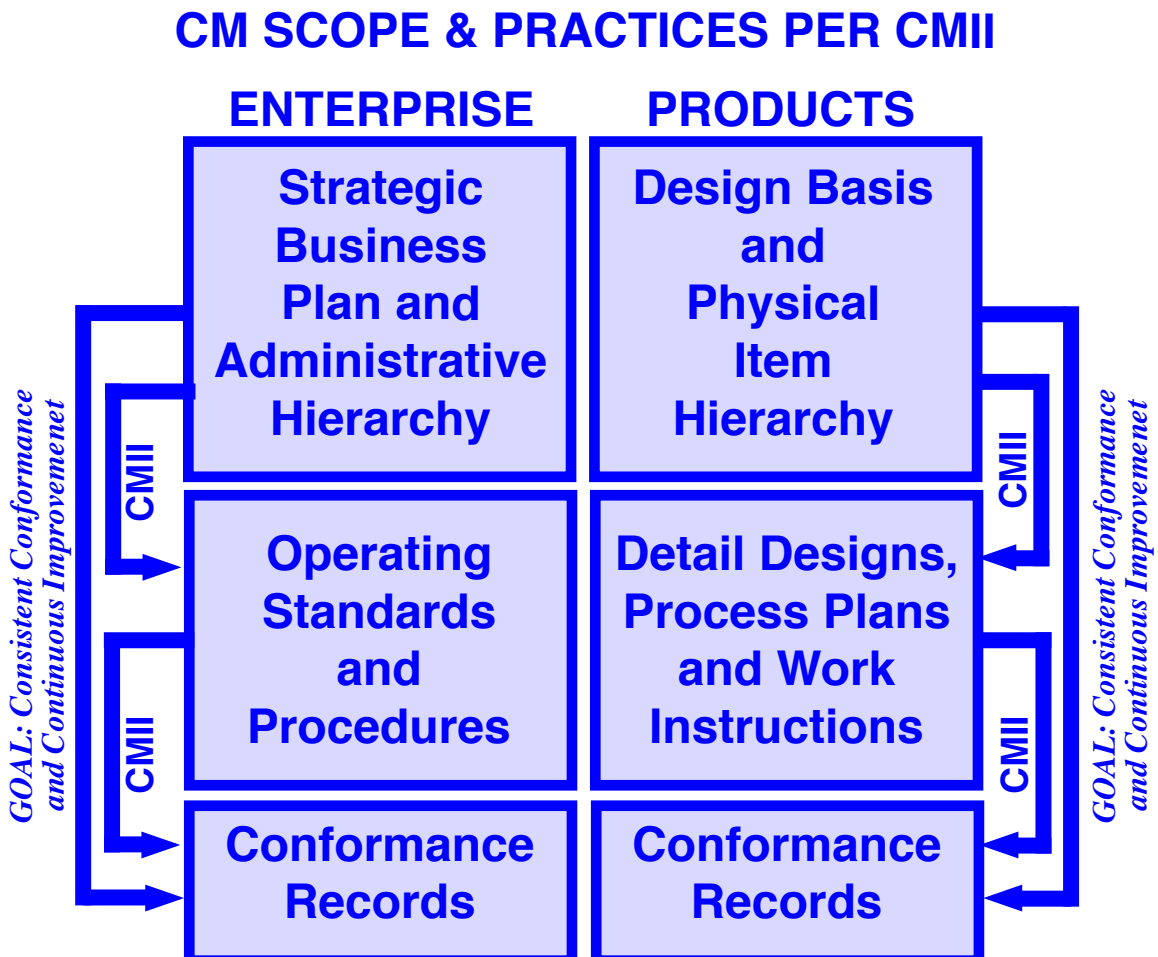 CM SCOPE & PRACTICES PER CMII
ENTERPRISE
PRODUCTS
Strategic
Business
Plan and
Administrative
Hierarchy
Design Basis
and
Physical
Item
Hierarchy
CMII
CMII
Operating
Standards
and
Procedures
Detail Designs,
Process Plans
and Work
Instructions
CMII
CMII
Conformance
Records
Conformance
Records
GOAL: Consistent Conformance
and Continuous Improvemenet
GOAL: Consistent Conformance
and Continuous Improvemenet